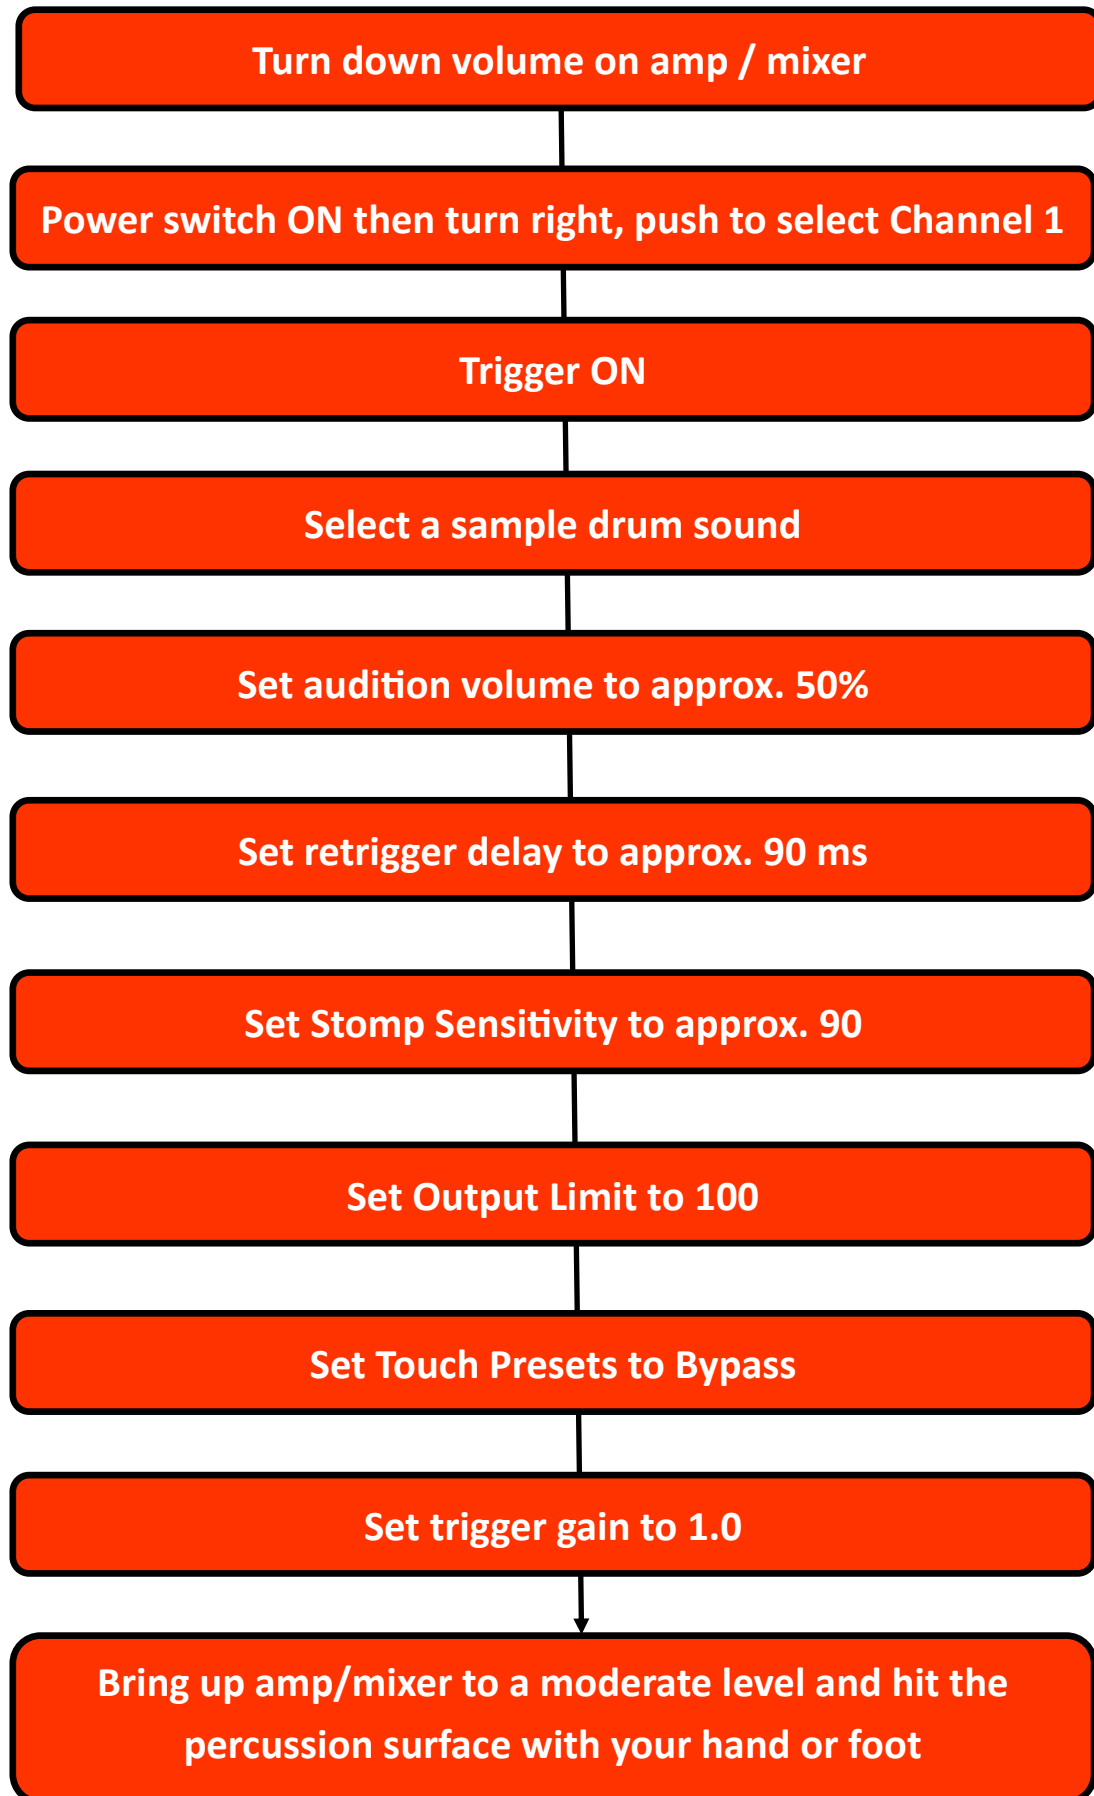 Turn down volume on amp / mixer
Power switch ON then turn right, push to select Channel 1
Trigger ON
Select a sample drum sound
Set audition volume to approx. 50%
Set retrigger delay to approx. 90 ms
Set Stomp Sensitivity to approx. 90
Set Output Limit to 100
Set Touch Presets to Bypass
Set trigger gain to 1.0
Bring up amp/mixer to a moderate level and hit the
percussion surface with your hand or foot